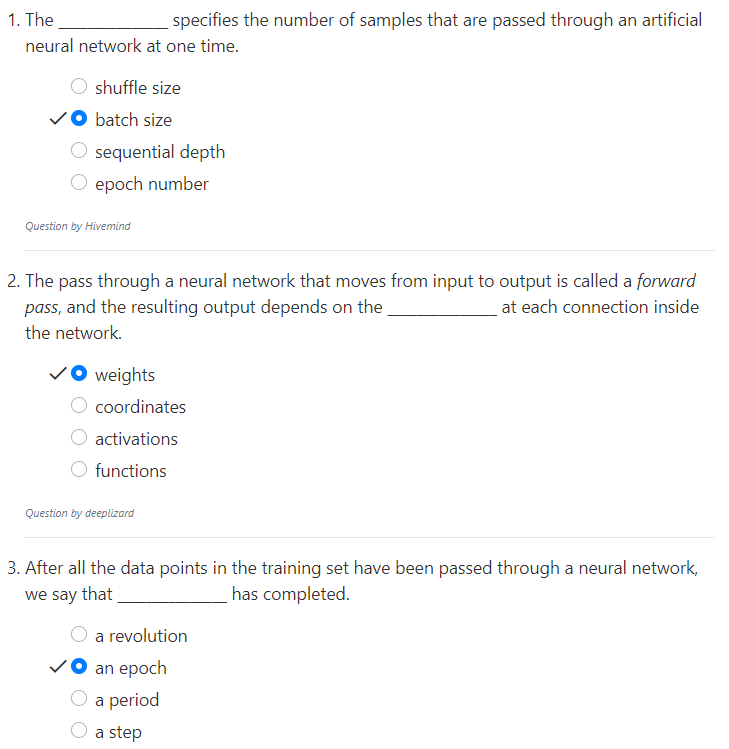 1. The ____________ specifies the number of samples that are passed through an artificial
neural network at one time.
shuffle size
batch size
sequential depth
epoch number
Question by Hivemind
2. The pass through a neural network that moves from input to output is called a forward
pass, and the resulting output depends on the ____________ at each connection inside
the network.
weights
coordinates
activations
functions
Question by deeplizard
3. After all the data points in the training set have been passed through a neural network,
we say that ____________ has completed.
a revolution
an epoch
a period
a step